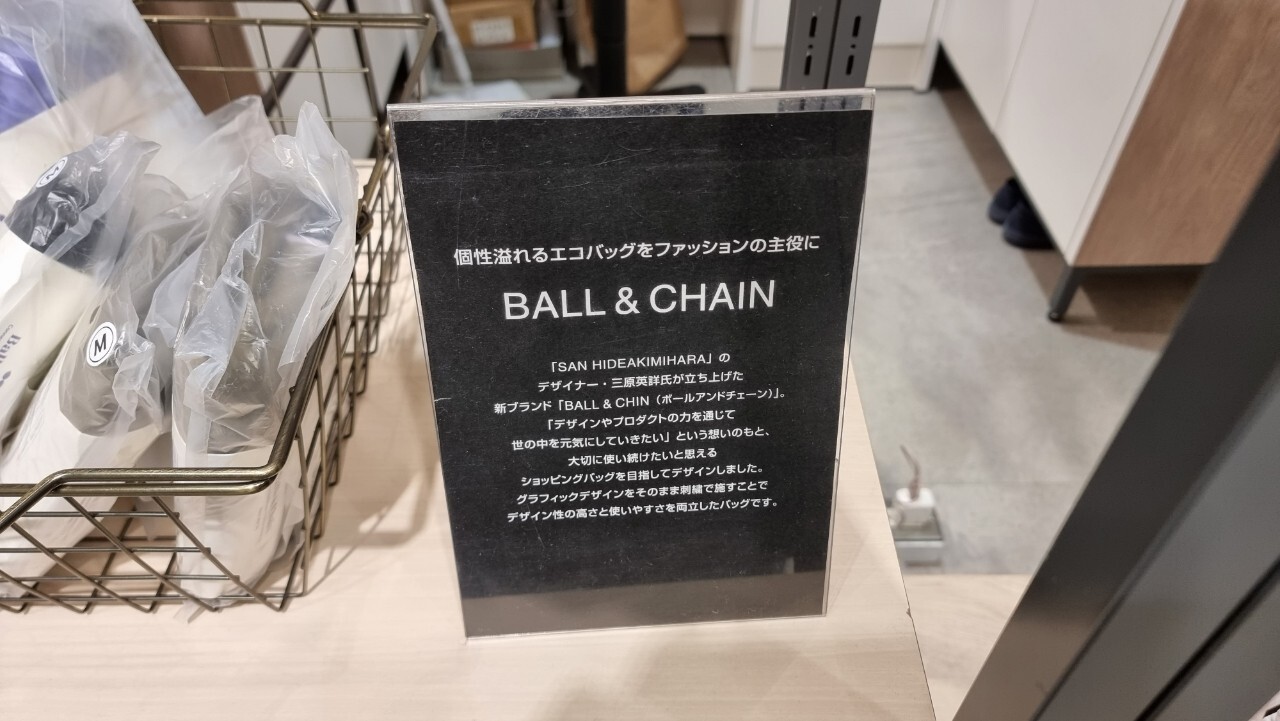 個性溢れるエコバッグをファッションの主役に
BALL & CHAIN
「SAN HIDEAKIMIHARA」の
デザイナー・三原英詳氏が立ち上げた
新ブランド「BALL & CHIN（ボールアンドチェーン）」。
「デザインやプロダクトの力を通じて
世の中を元気にしていきたい」という想いのもと、
大切に使い続けたいと思える
ショッピングバッグを目指してデザインしました。
グラフィックデザインをそのまま刺繍で施すことで
デザイン性の高さと使いやすさを両立したバッグです。
M
M